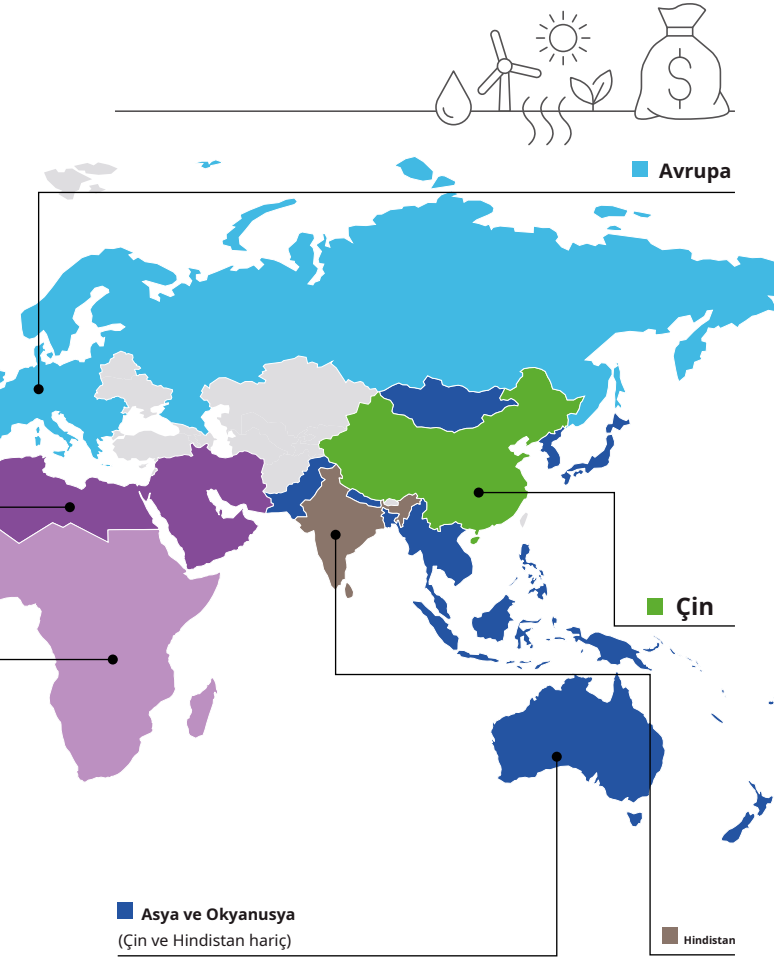 $
Avrupa
Çin
Asya ve Okyanusya
(Çin ve Hindistan hariç)
Hindistan